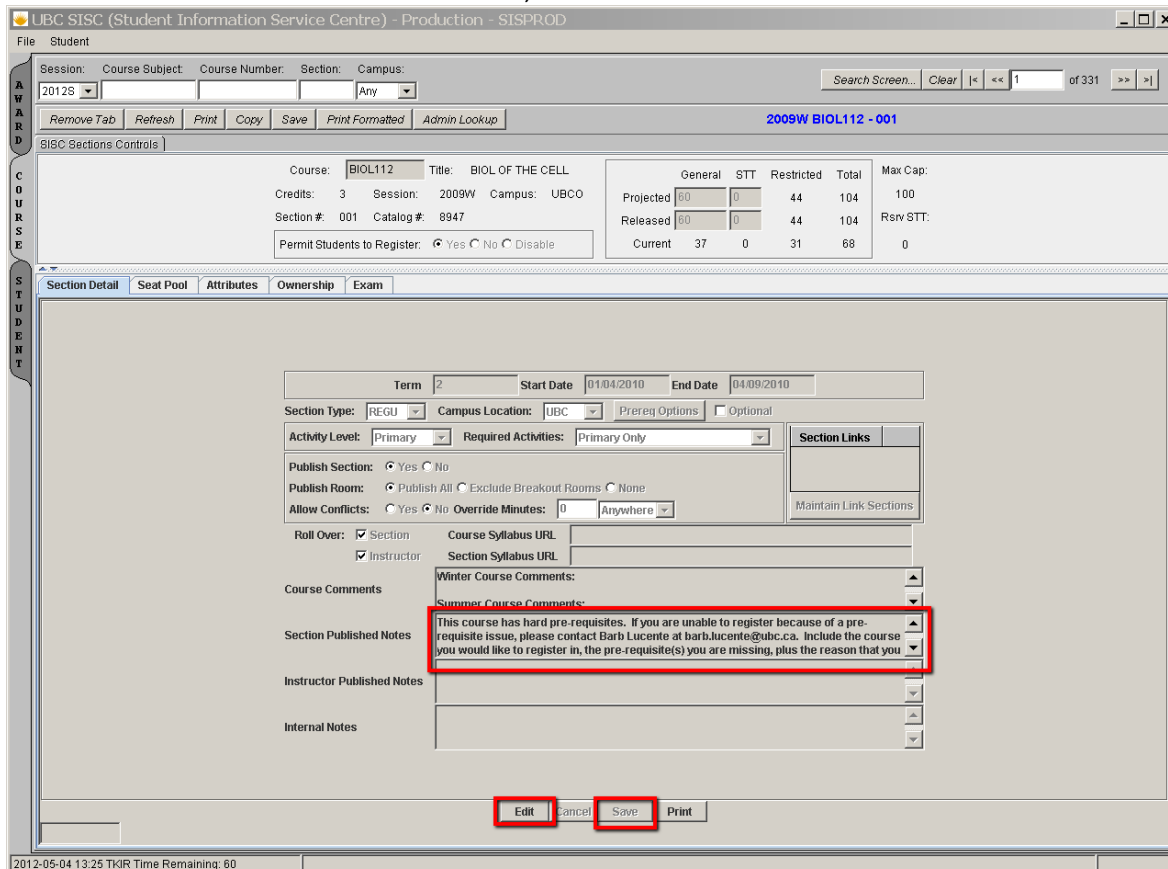 UBC SISC (Student Information Service Centre) - Production - SISPROD
File Student
Session: Course Subject: Course Number: Section: Campus:
2012S Any Search Screen... Clear |< << 1 of 331 >> >|
Remove Tab Refresh Print Copy Save Print Formatted Admin Lookup 2009W BIOL112 - 001
SISC Sections Controls
AWARD
COURSE
STUDENT
Course: BIOL112 Title: BIOL OF THE CELL
Credits: 3 Session: 2009W Campus: UBCO
Section #: 001 Catalog #: 8947
Permit Students to Register: Yes No Disable
General STT Restricted Total
Projected 60 0 44 104
Released 60 0 44 104
Current 37 0 31 68
Max Cap:
100
Rsrv STT:
0
Section Detail Seat Pool Attributes Ownership Exam
Term 2 Start Date 01/04/2010 End Date 04/09/2010
Section Type: REGU Campus Location: UBC Prereq Options Optional
Activity Level: Primary Required Activities: Primary Only
Section Links
Publish Section: Yes No
Publish Room: Publish All Exclude Breakout Rooms None
Allow Conflicts: Yes No Override Minutes: 0 Anywhere
Maintain Link Sections
Roll Over: Section Course Syllabus URL
Instructor Section Syllabus URL
Course Comments
Winter Course Comments:
Summer Course Comments:
Section Published Notes
This course has hard pre-requisites. If you are unable to register because of a pre-
requisite issue, please contact Barb Lucente at barb.lucente@ubc.ca. Include the course
you would like to register in, the pre-requisite(s) you are missing, plus the reason that you
Instructor Published Notes
Internal Notes
Edit Cancel Save Print
2012-05-04 13:25 TKIR Time Remaining: 60